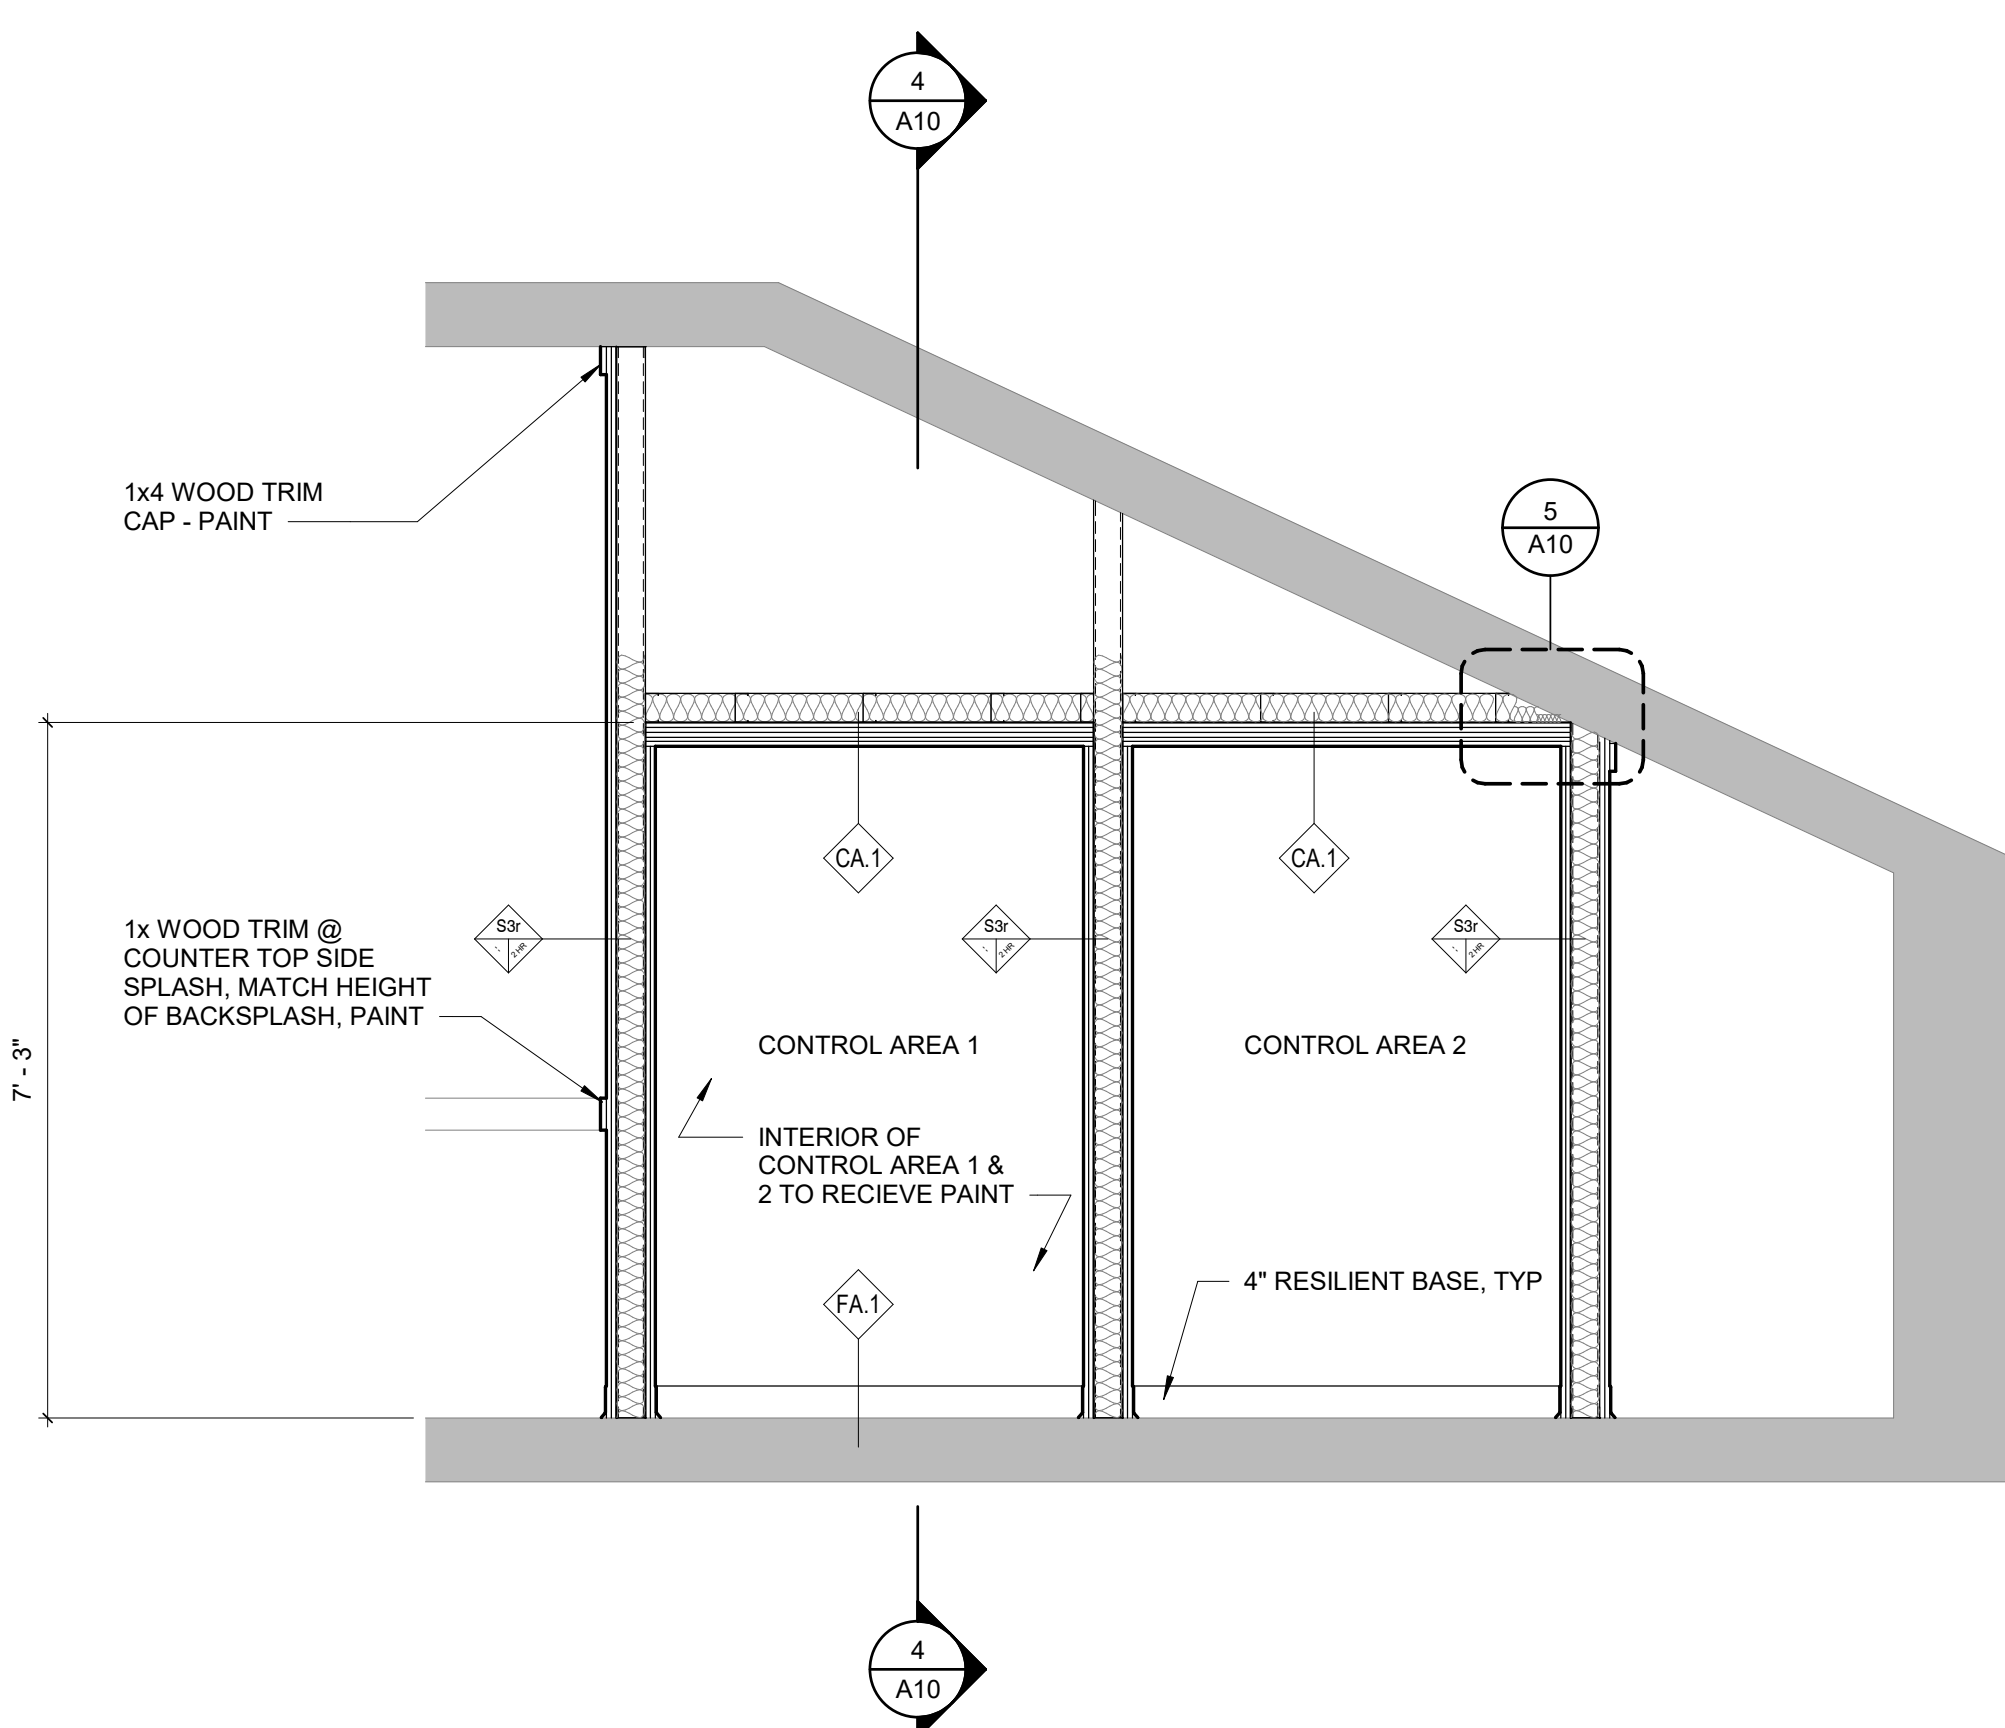 4
A10
1x4 WOOD TRIM
CAP - PAINT
5
A10
CA.1
CA.1
S3r
--
2 HR
S3r
--
2 HR
S3r
--
2 HR
1x WOOD TRIM @
COUNTER TOP SIDE
SPLASH, MATCH HEIGHT
OF BACKSPLASH, PAINT
7' - 3"
CONTROL AREA 1
CONTROL AREA 2
INTERIOR OF
CONTROL AREA 1 &
2 TO RECIEVE PAINT
4" RESILIENT BASE, TYP
FA.1
4
A10